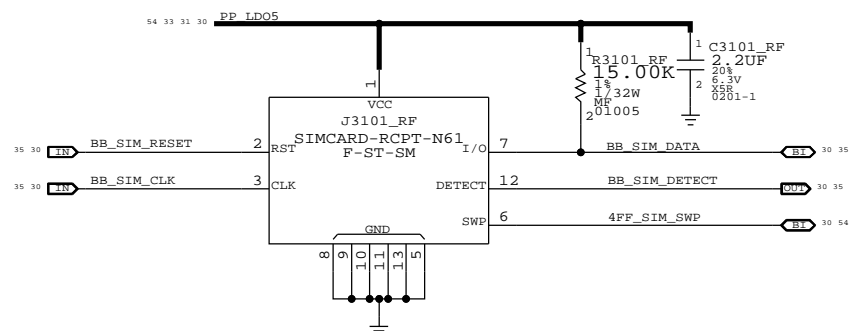 54 33 31 30 PP_LDO5
1 C3101_RF
2.2UF
20%
6.3V
X5R
0201-1
2
1
R3101_RF
15.00K
1%
1/32W
MF
01005
2
1
VCC
J3101_RF
SIMCARD-RCPT-N61
F-ST-SM
35 30 IN BB_SIM_RESET 2 RST
I/O 7 BB_SIM_DATA BI 30 35
35 30 IN BB_SIM_CLK 3 CLK
DETECT 12 BB_SIM_DETECT OUT 30 35
SWP 6 4FF_SIM_SWP BI 30 54
GND
8 9 10 11 13 5